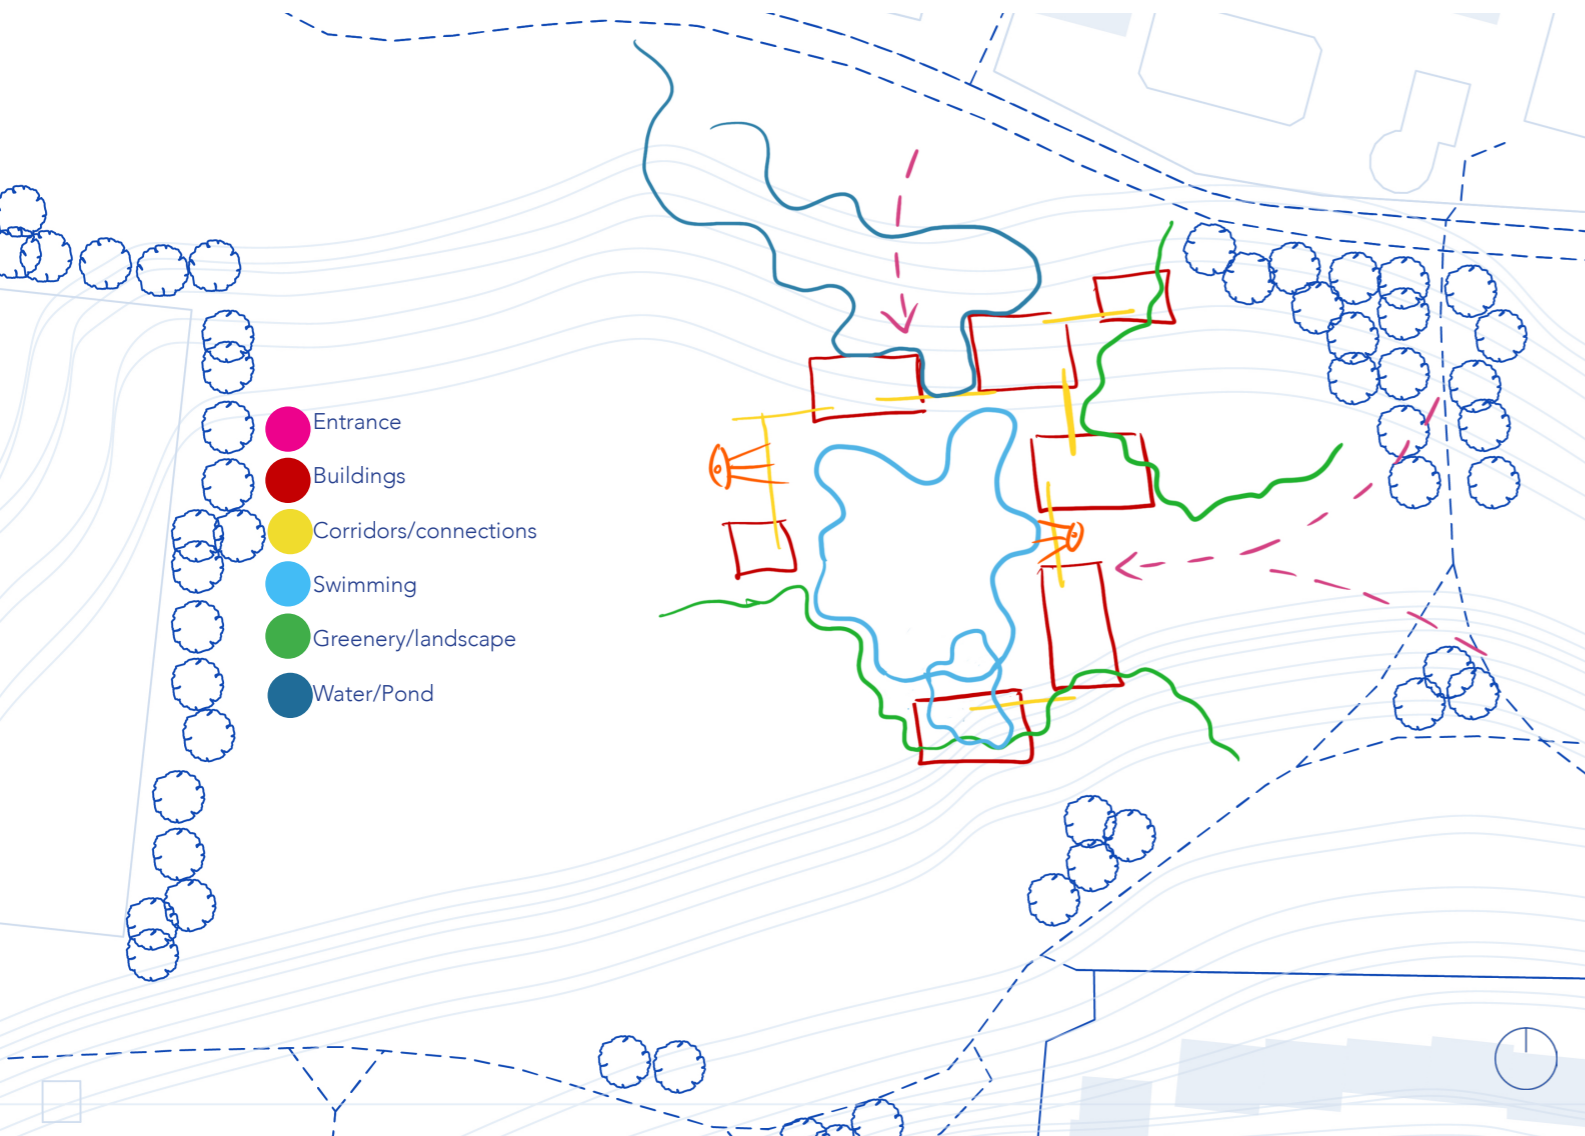 Entrance
Buildings
Corridors/connections
Swimming
Greenery/landscape
Water/Pond